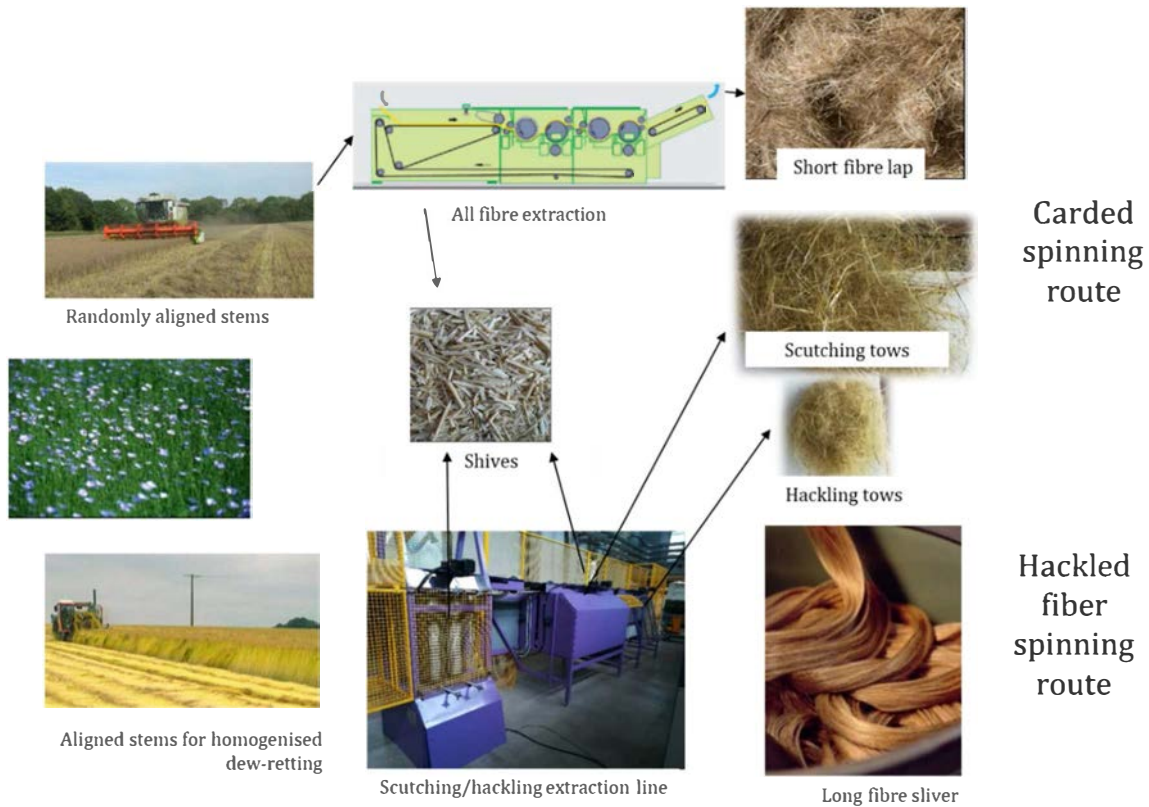 Short fibre lap
All fibre extraction
Randomly aligned stems
Carded
spinning
route
Scutching tows
Shives
Hackling tows
Hackled
fiber
spinning
route
Aligned stems for homogenised
dew-retting
Scutching/hackling extraction line
Long fibre sliver